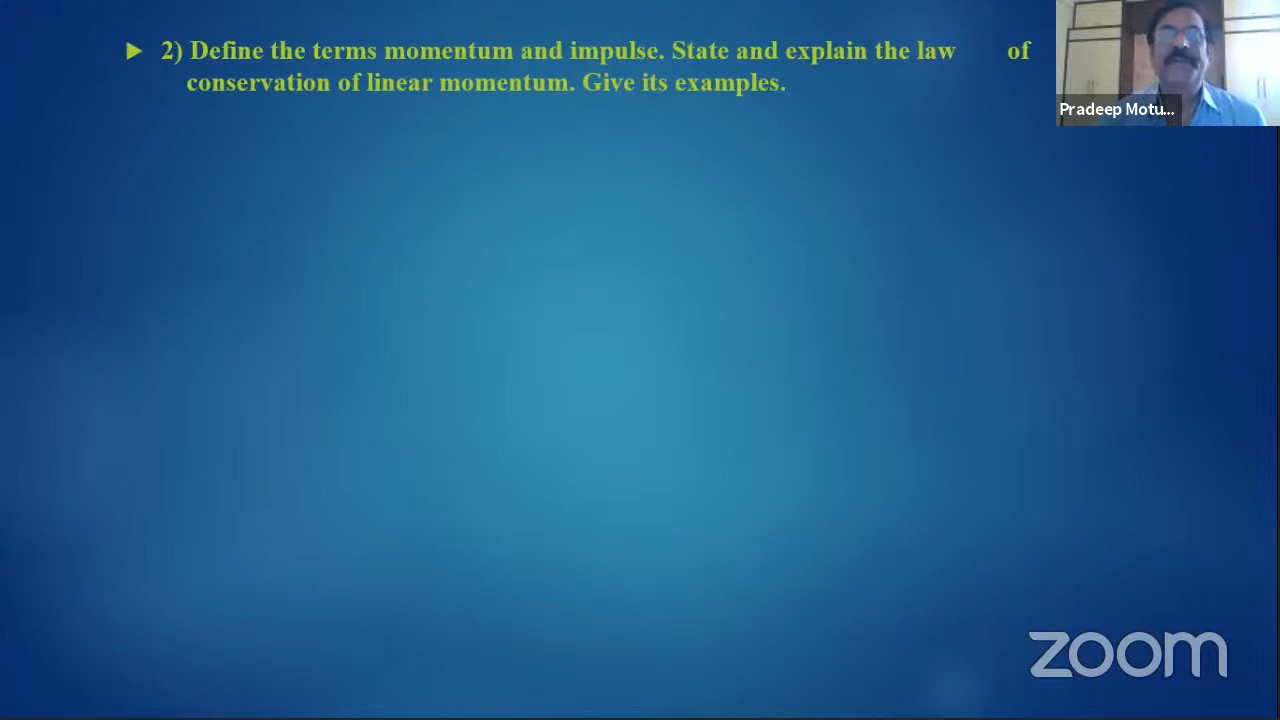 2) Define the terms momentum and impulse. State and explain the law of
conservation of linear momentum. Give its examples.
Pradeep Motu...
zoom